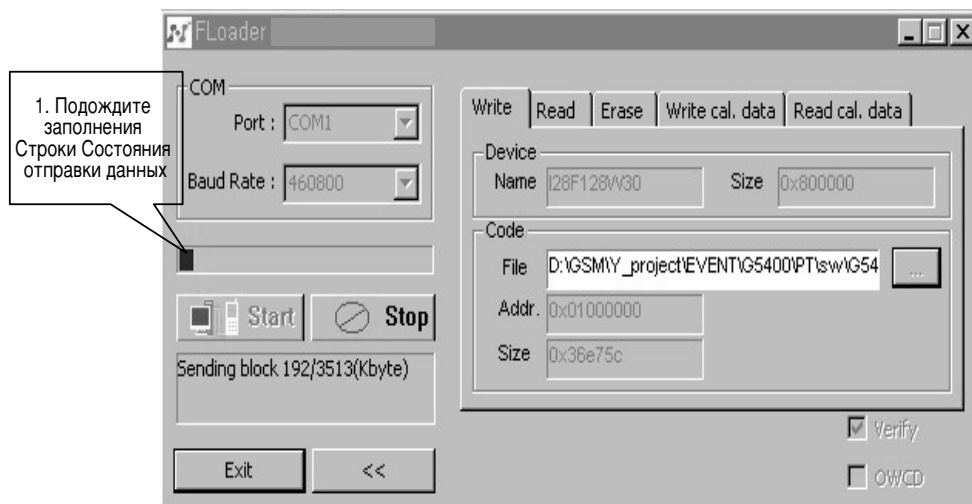 FLoader
1. Подождите
заполнения
Строки Состояния
отправки данных
COM
Port :
COM1
Baud Rate :
460800
Start
Stop
Sending block 192/3513(Kbyte)
Exit
<<
Write
Read
Erase
Write cal. data
Read cal. data
Device
Name
I28F128W30
Size
0x800000
Code
File
D:\GSM\Y_project\EVENT\G5400\PT\sw\G54
...
Addr.
0x01000000
Size
0x36e75c
Verify
OWCD